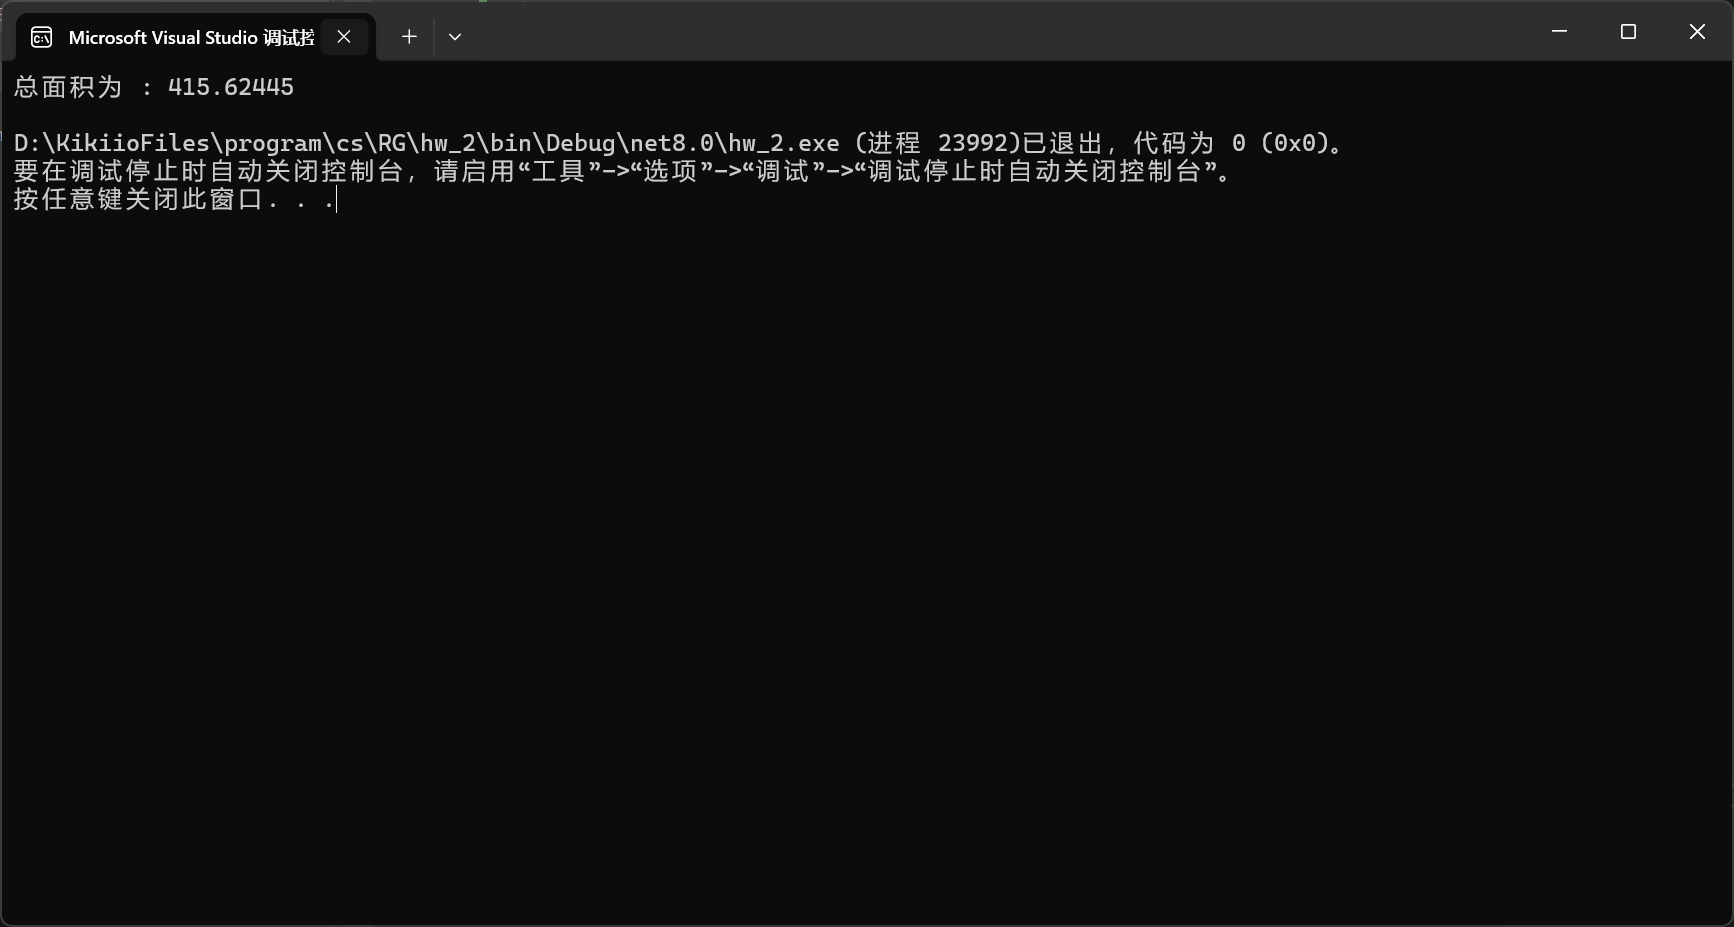 Microsoft Visual Studio 调试控
总面积为 : 415.62445
D:\KikiioFiles\program\cs\RG\hw_2\bin\Debug\net8.0\hw_2.exe (进程 23992)已退出，代码为 0 (0x0)。
要在调试停止时自动关闭控制台，请启用“工具”->“选项”->“调试”->“调试停止时自动关闭控制台”。
按任意键关闭此窗口. . .